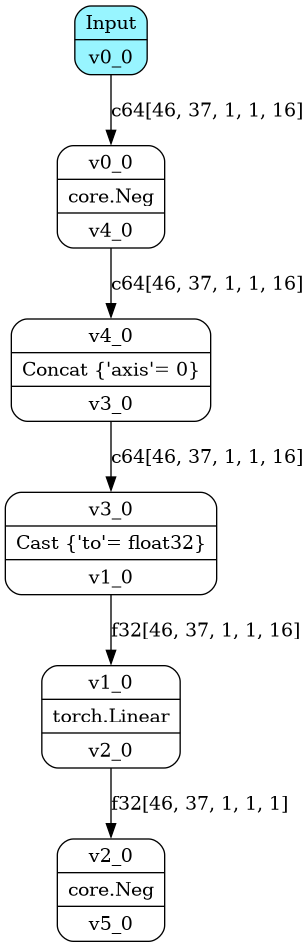 Input
v0_0
c64[46, 37, 1, 1, 16]
v0_0
core.Neg
v4_0
c64[46, 37, 1, 1, 16]
v4_0
Concat {'axis'= 0}
v3_0
c64[46, 37, 1, 1, 16]
v3_0
Cast {'to'= float32}
v1_0
f32[46, 37, 1, 1, 16]
v1_0
torch.Linear
v2_0
f32[46, 37, 1, 1, 1]
v2_0
core.Neg
v5_0